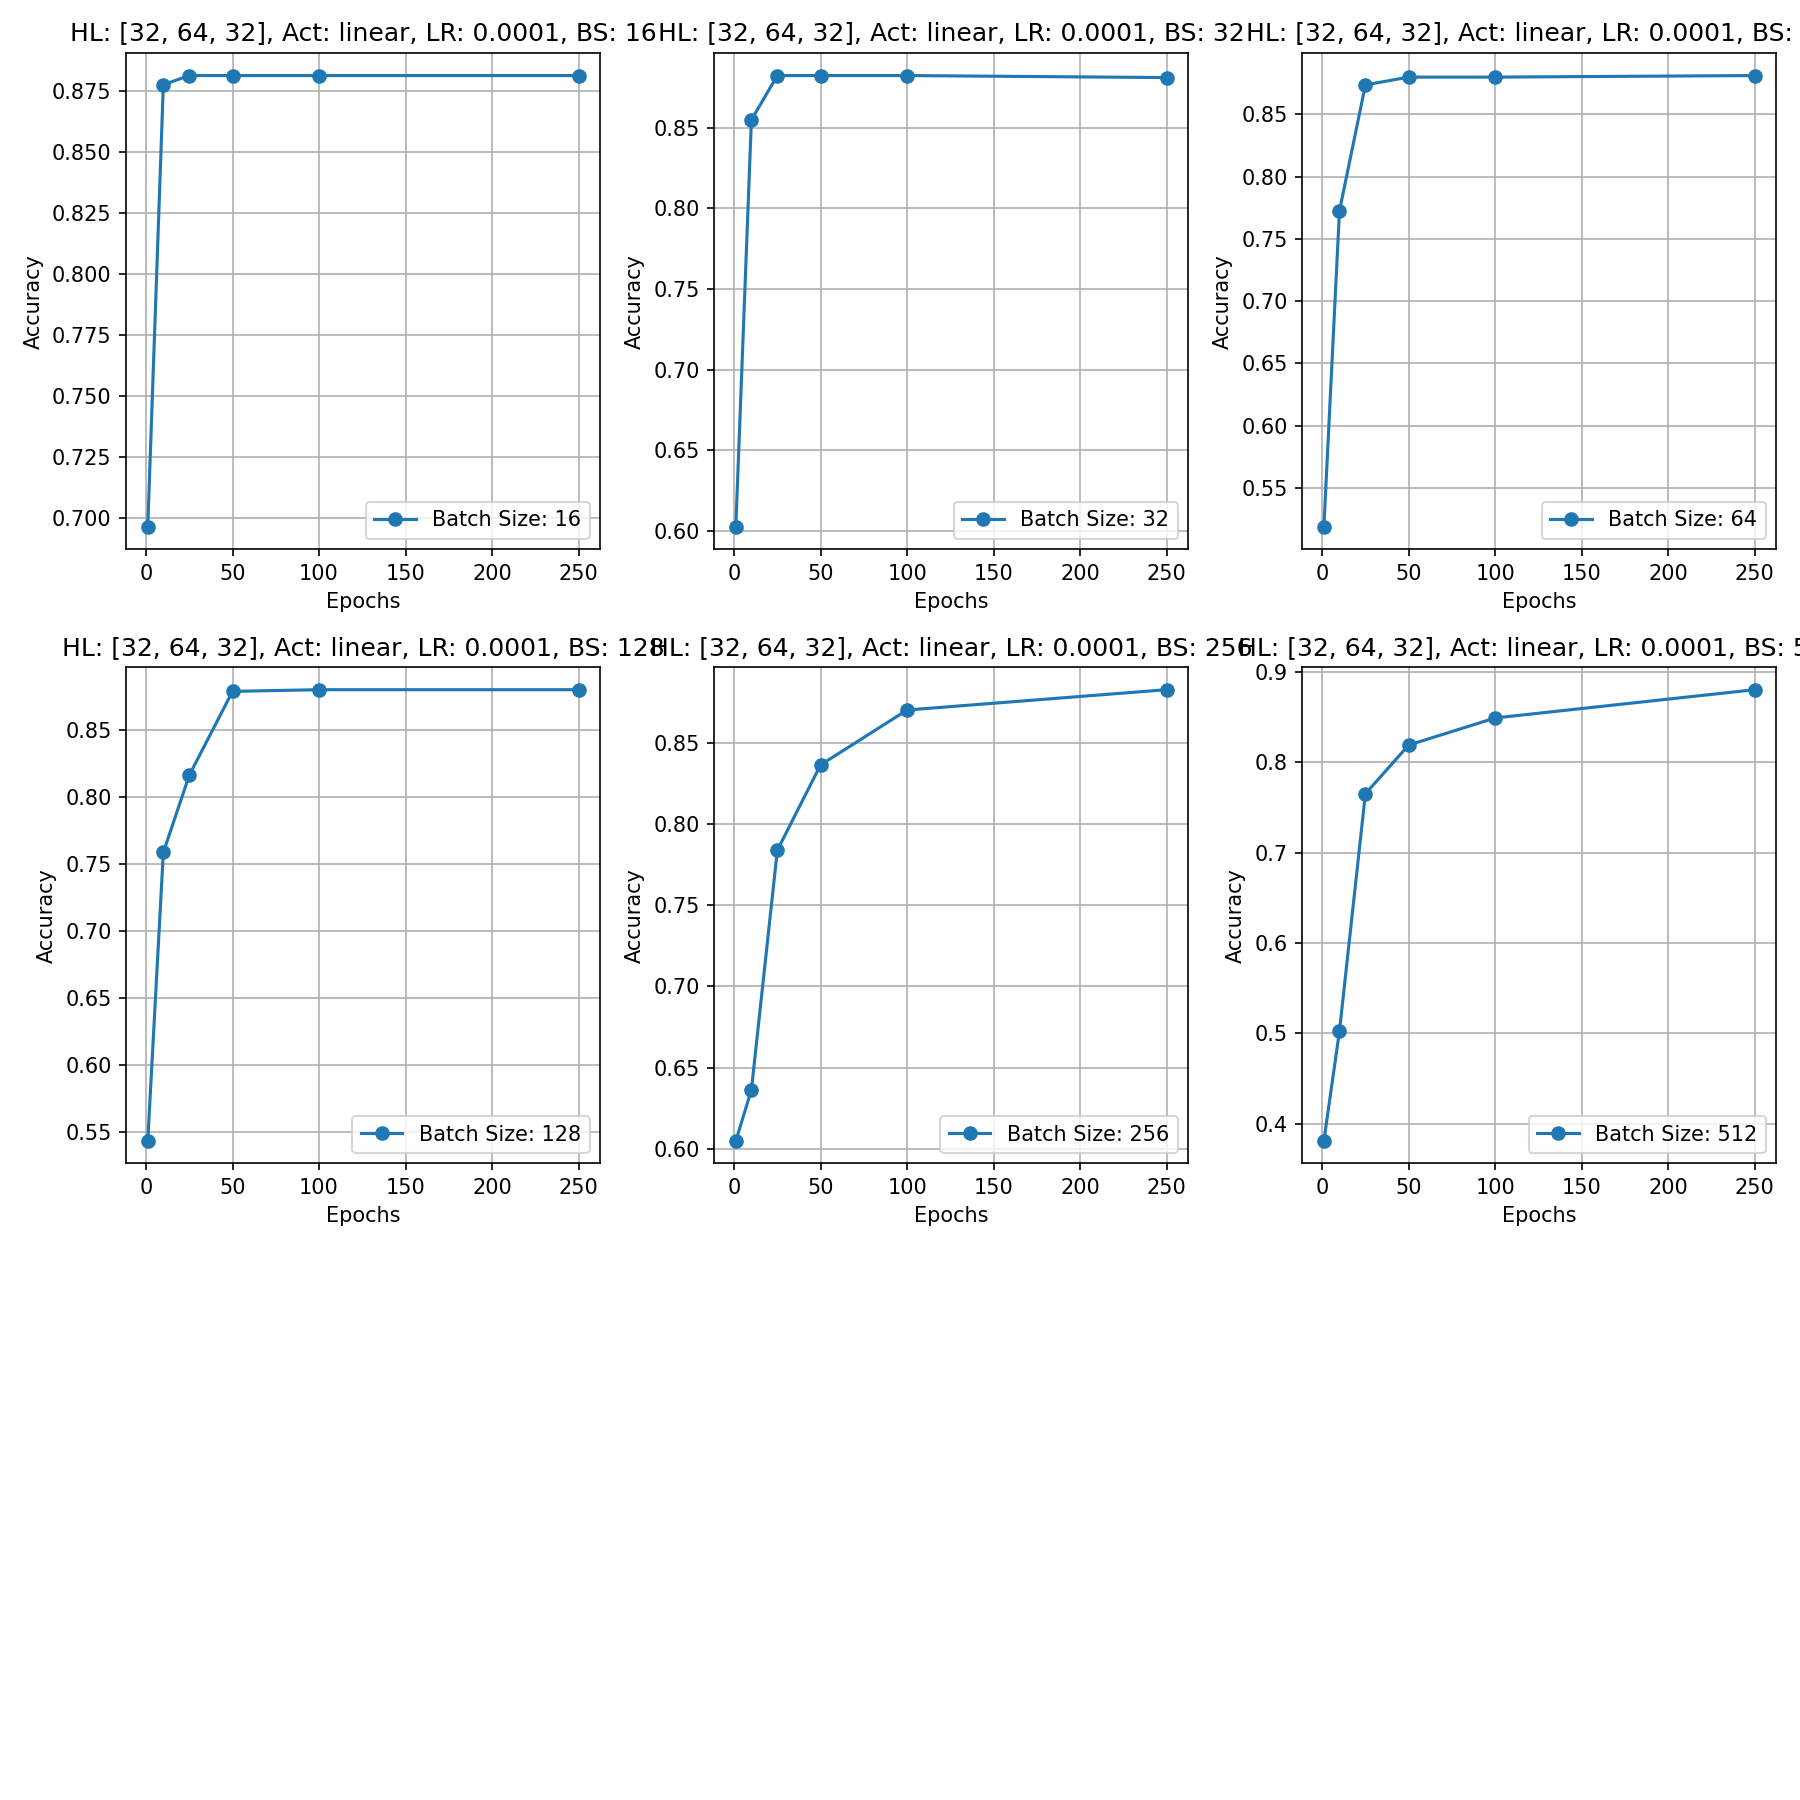 HL: [32, 64, 32], Act: linear, LR: 0.0001, BS: 16
0.875
0.850
0.825
0.800
0.775
0.750
0.725
0.700
Accuracy
Batch Size: 16
0 50 100 150 200 250
Epochs
HL: [32, 64, 32], Act: linear, LR: 0.0001, BS: 32
0.85
0.80
0.75
0.70
0.65
0.60
Accuracy
Batch Size: 32
0 50 100 150 200 250
Epochs
HL: [32, 64, 32], Act: linear, LR: 0.0001, BS:
0.85
0.80
0.75
0.70
0.65
0.60
0.55
Accuracy
Batch Size: 64
0 50 100 150 200 250
Epochs
HL: [32, 64, 32], Act: linear, LR: 0.0001, BS: 128
0.85
0.80
0.75
0.70
0.65
0.60
0.55
Accuracy
Batch Size: 128
0 50 100 150 200 250
Epochs
HL: [32, 64, 32], Act: linear, LR: 0.0001, BS: 256
0.85
0.80
0.75
0.70
0.65
0.60
Accuracy
Batch Size: 256
0 50 100 150 200 250
Epochs
HL: [32, 64, 32], Act: linear, LR: 0.0001, BS: 5
0.9
0.8
0.7
0.6
0.5
0.4
Accuracy
Batch Size: 512
0 50 100 150 200 250
Epochs